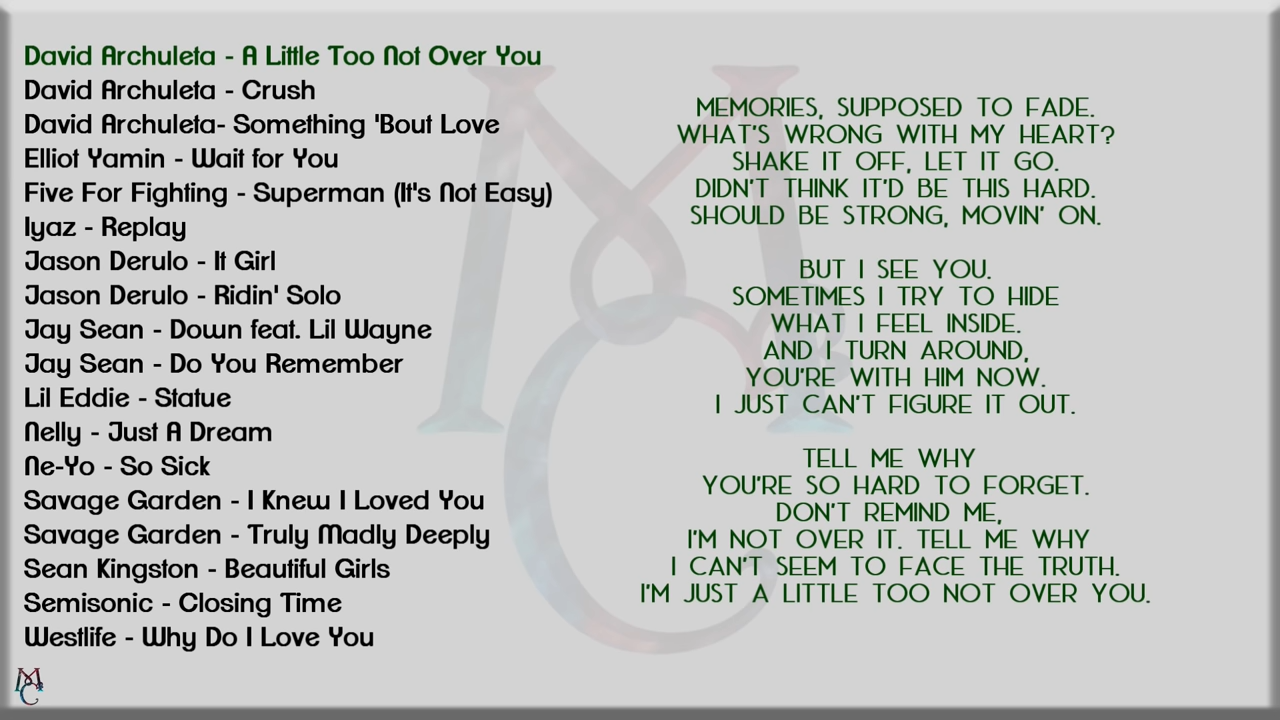 David Archuleta - A Little Too Not Over You
David Archuleta - Crush
David Archuleta- Something 'Bout Love
Elliot Yamin - Wait for You
Five For Fighting - Superman (It's Not Easy)
Iyaz - Replay
Jason Derulo - It Girl
Jason Derulo - Ridin' Solo
Jay Sean - Down feat. Lil Wayne
Jay Sean - Do You Remember
Lil Eddie - Statue
Nelly - Just A Dream
Ne-Yo - So Sick
Savage Garden - I Knew I Loved You
Savage Garden - Truly Madly Deeply
Sean Kingston - Beautiful Girls
Semisonic - Closing Time
Westlife - Why Do I Love You
MEMORIES, SUPPOSED TO FADE.
WHAT'S WRONG WITH MY HEART?
SHAKE IT OFF, LET IT GO.
DIDN'T THINK IT'D BE THIS HARD.
SHOULD BE STRONG, MOVIN' ON.
BUT I SEE YOU.
SOMETIMES I TRY TO HIDE
WHAT I FEEL INSIDE.
AND I TURN AROUND,
YOU'RE WITH HIM NOW.
I JUST CAN'T FIGURE IT OUT.
TELL ME WHY
YOU'RE SO HARD TO FORGET.
DON'T REMIND ME,
I'M NOT OVER IT. TELL ME WHY
I CAN'T SEEM TO FACE THE TRUTH.
I'M JUST A LITTLE TOO NOT OVER YOU.
MC